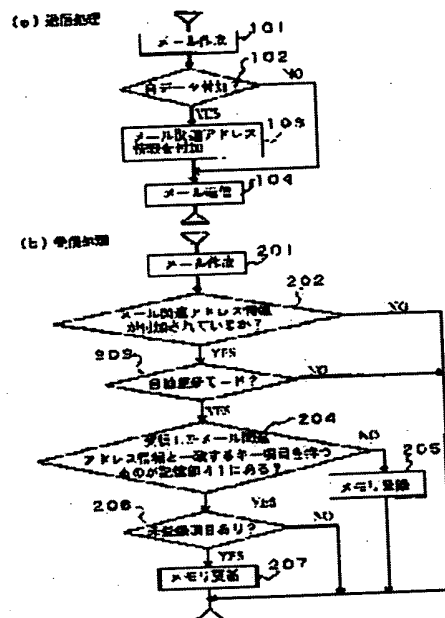 (a) 送信処理
101
メール作成
102
自データ付加?
NO
YES
103
メール関連アドレス
情報を付加
メール送信
104
(b) 受信処理
201
メール作成
202
メール関連アドレス情報
が付加されているか?
NO
YES
203
モード?
NO
YES
204
受信したメール関連
アドレス情報と一致するキー項目を持つ
ものが記憶部41にある?
NO
205
メモリ登録
YES
206
未登録項目あり?
NO
YES
メモリ更新
207